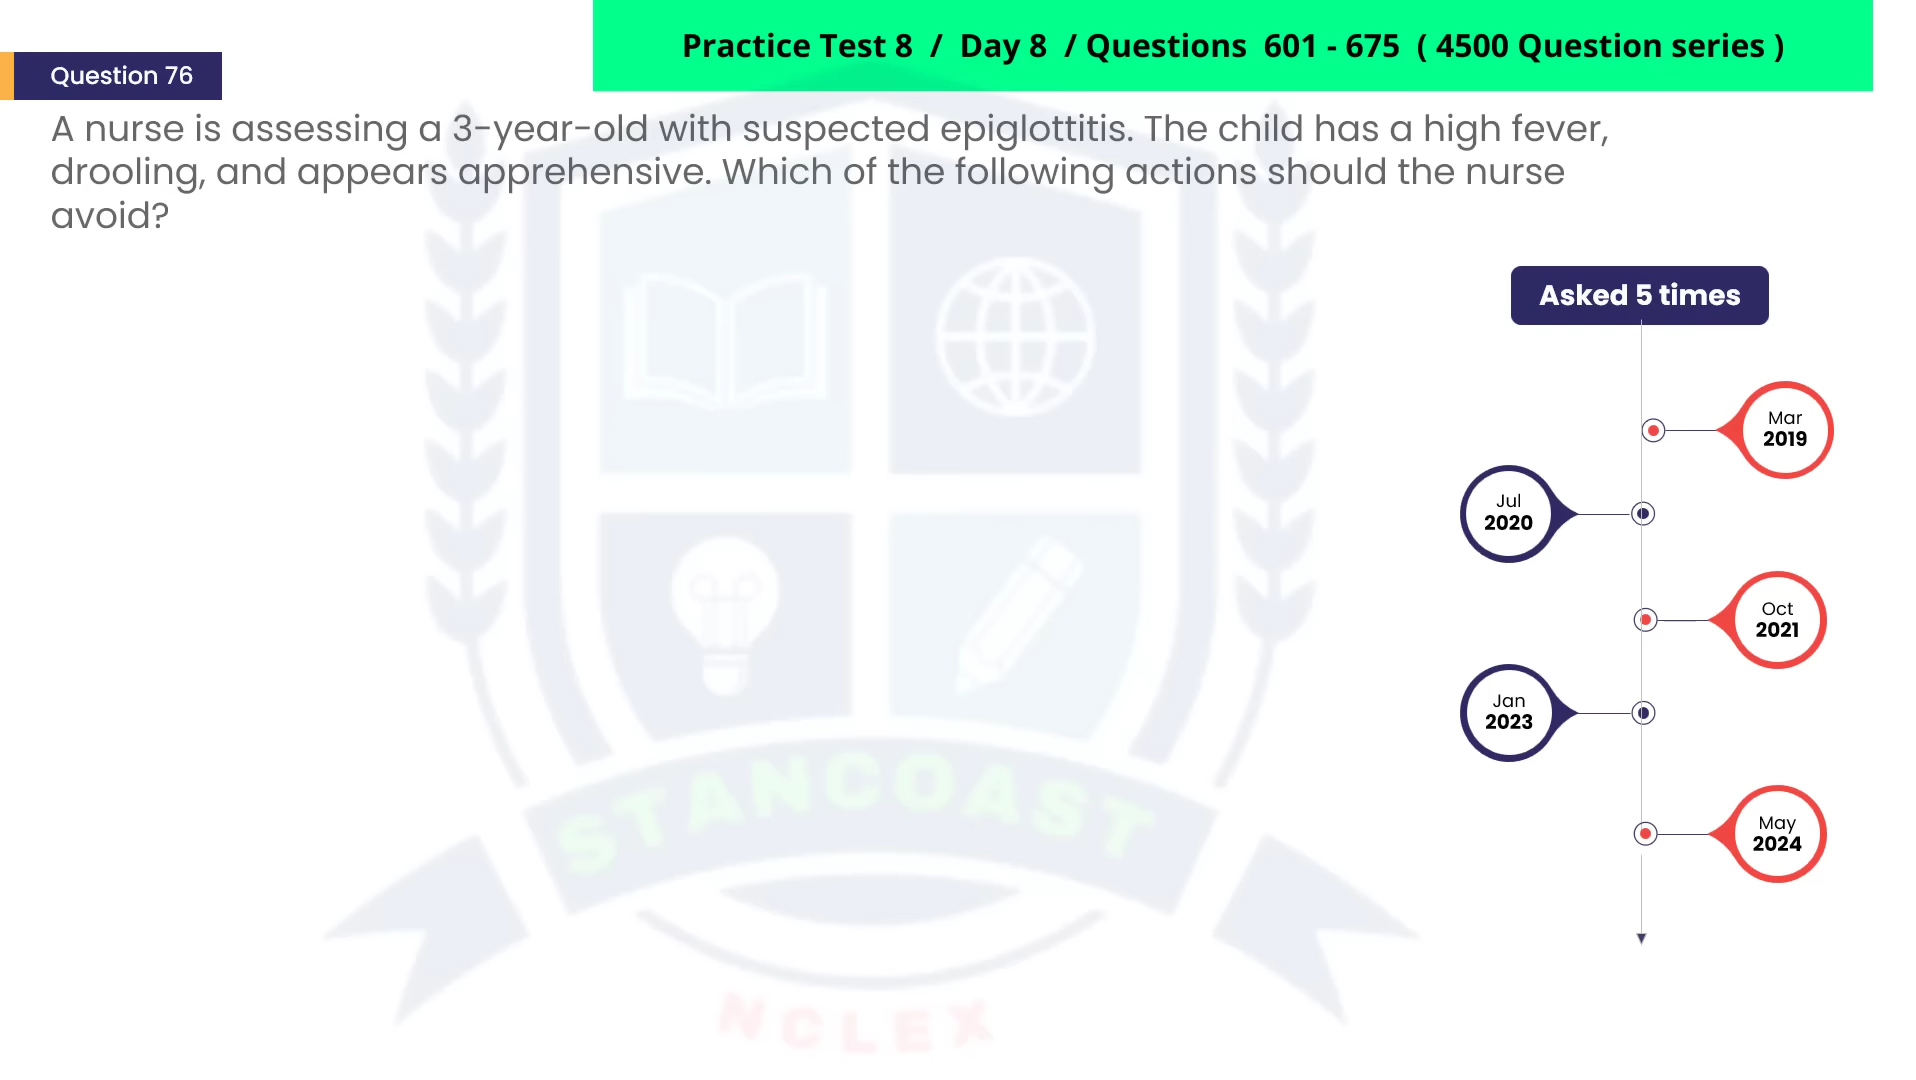 Practice Test 8 / Day 8 / Questions 601 - 675 ( 4500 Question series )
Question 76
A nurse is assessing a 3-year-old with suspected epiglottitis. The child has a high fever,
drooling, and appears apprehensive. Which of the following actions should the nurse
avoid?
Asked 5 times
Mar
2019
Jul
2020
Oct
2021
Jan
2023
May
2024
STANCOAST
NCLEX